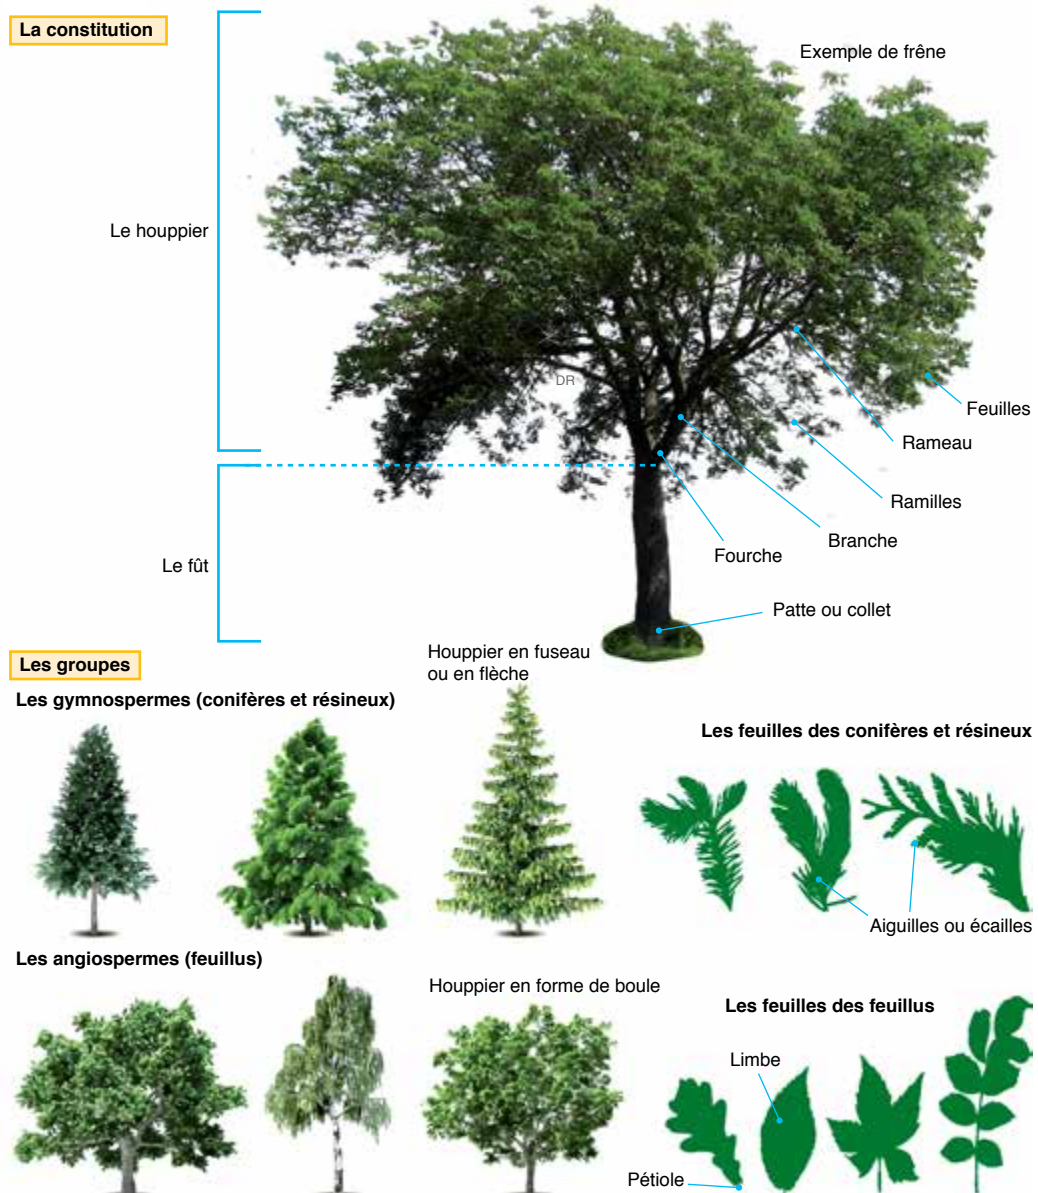 La constitution
Exemple de frêne
Le houppier
DR
Feuilles
Rameau
Ramilles
Branche
Fourche
Le fût
Patte ou collet
Les groupes
Houppier en fuseau
ou en flèche
Les gymnospermes (conifères et résineux)
Les feuilles des conifères et résineux
Aiguilles ou écailles
Les angiospermes (feuillus)
Houppier en forme de boule
Les feuilles des feuillus
Limbe
Pétiole